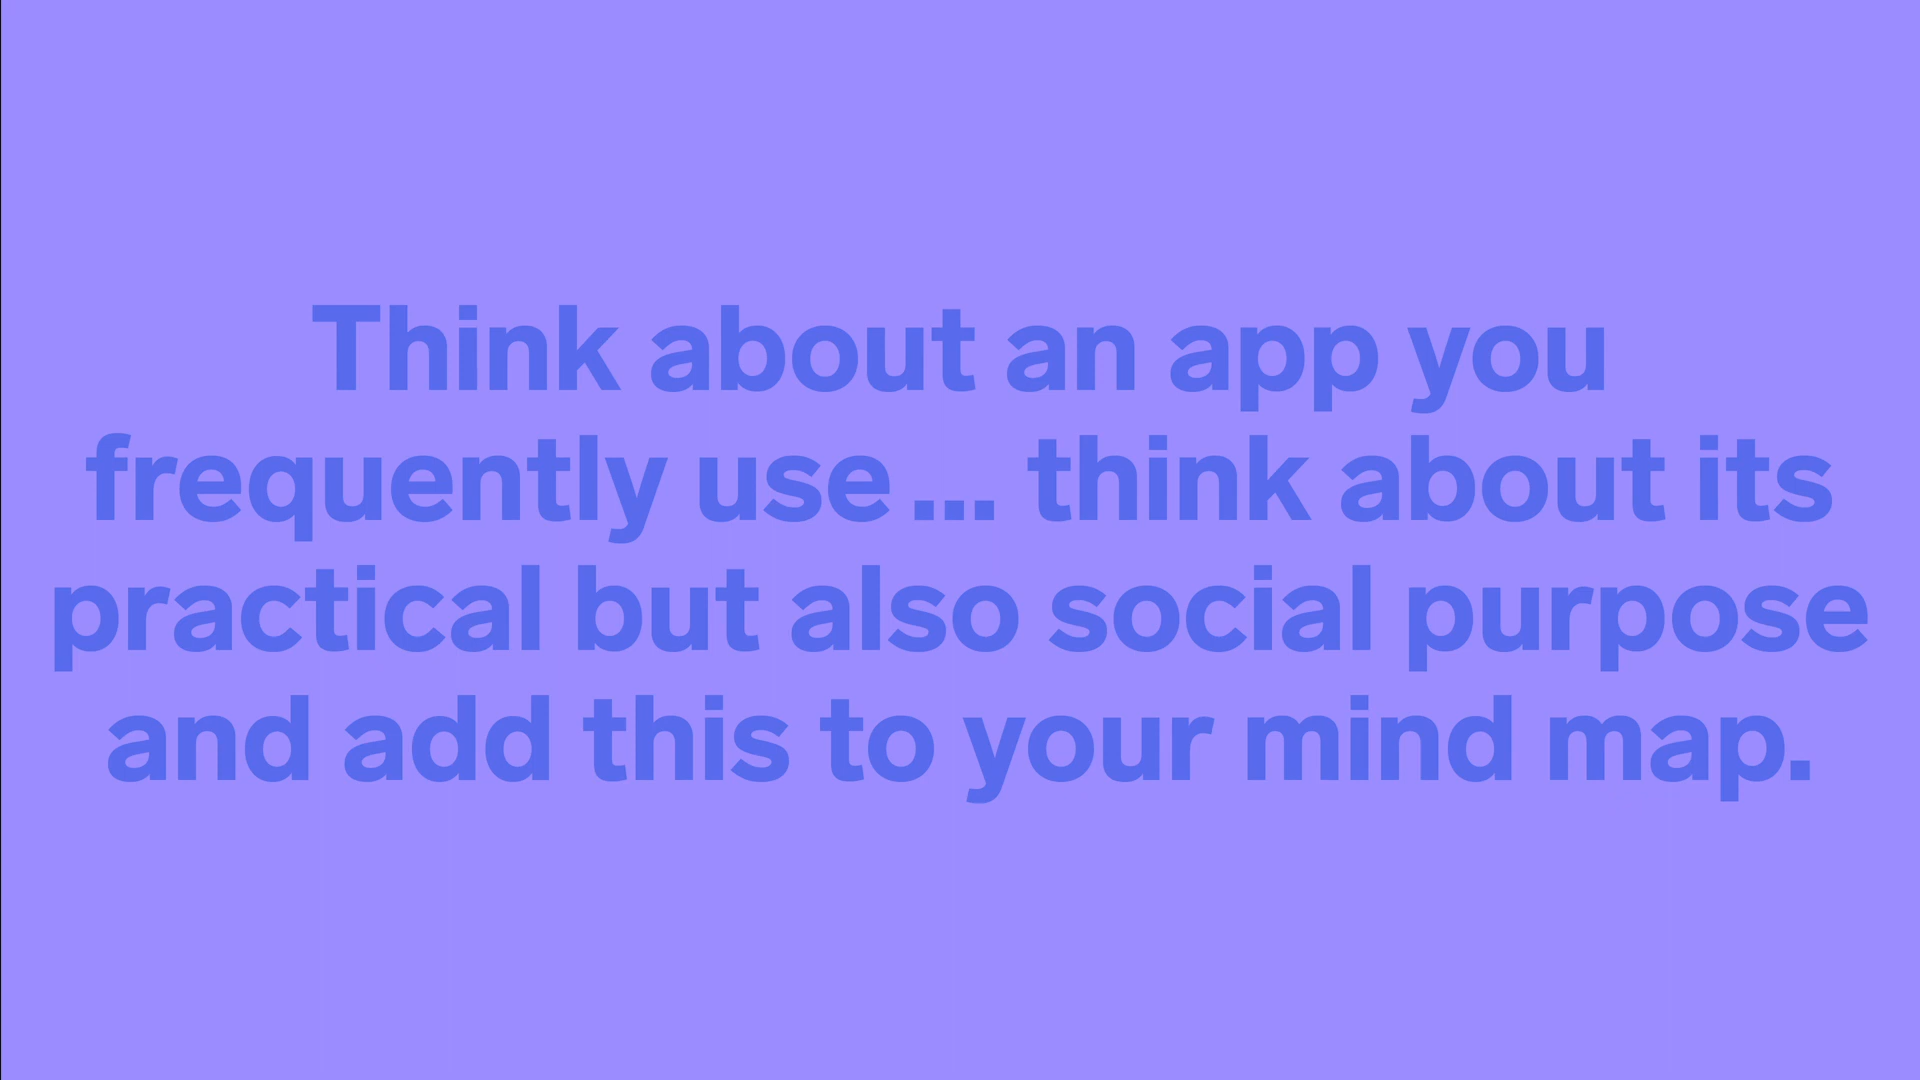 Think about an app you
frequently use... think about its
practical but also social purpose
and add this to your mind map.